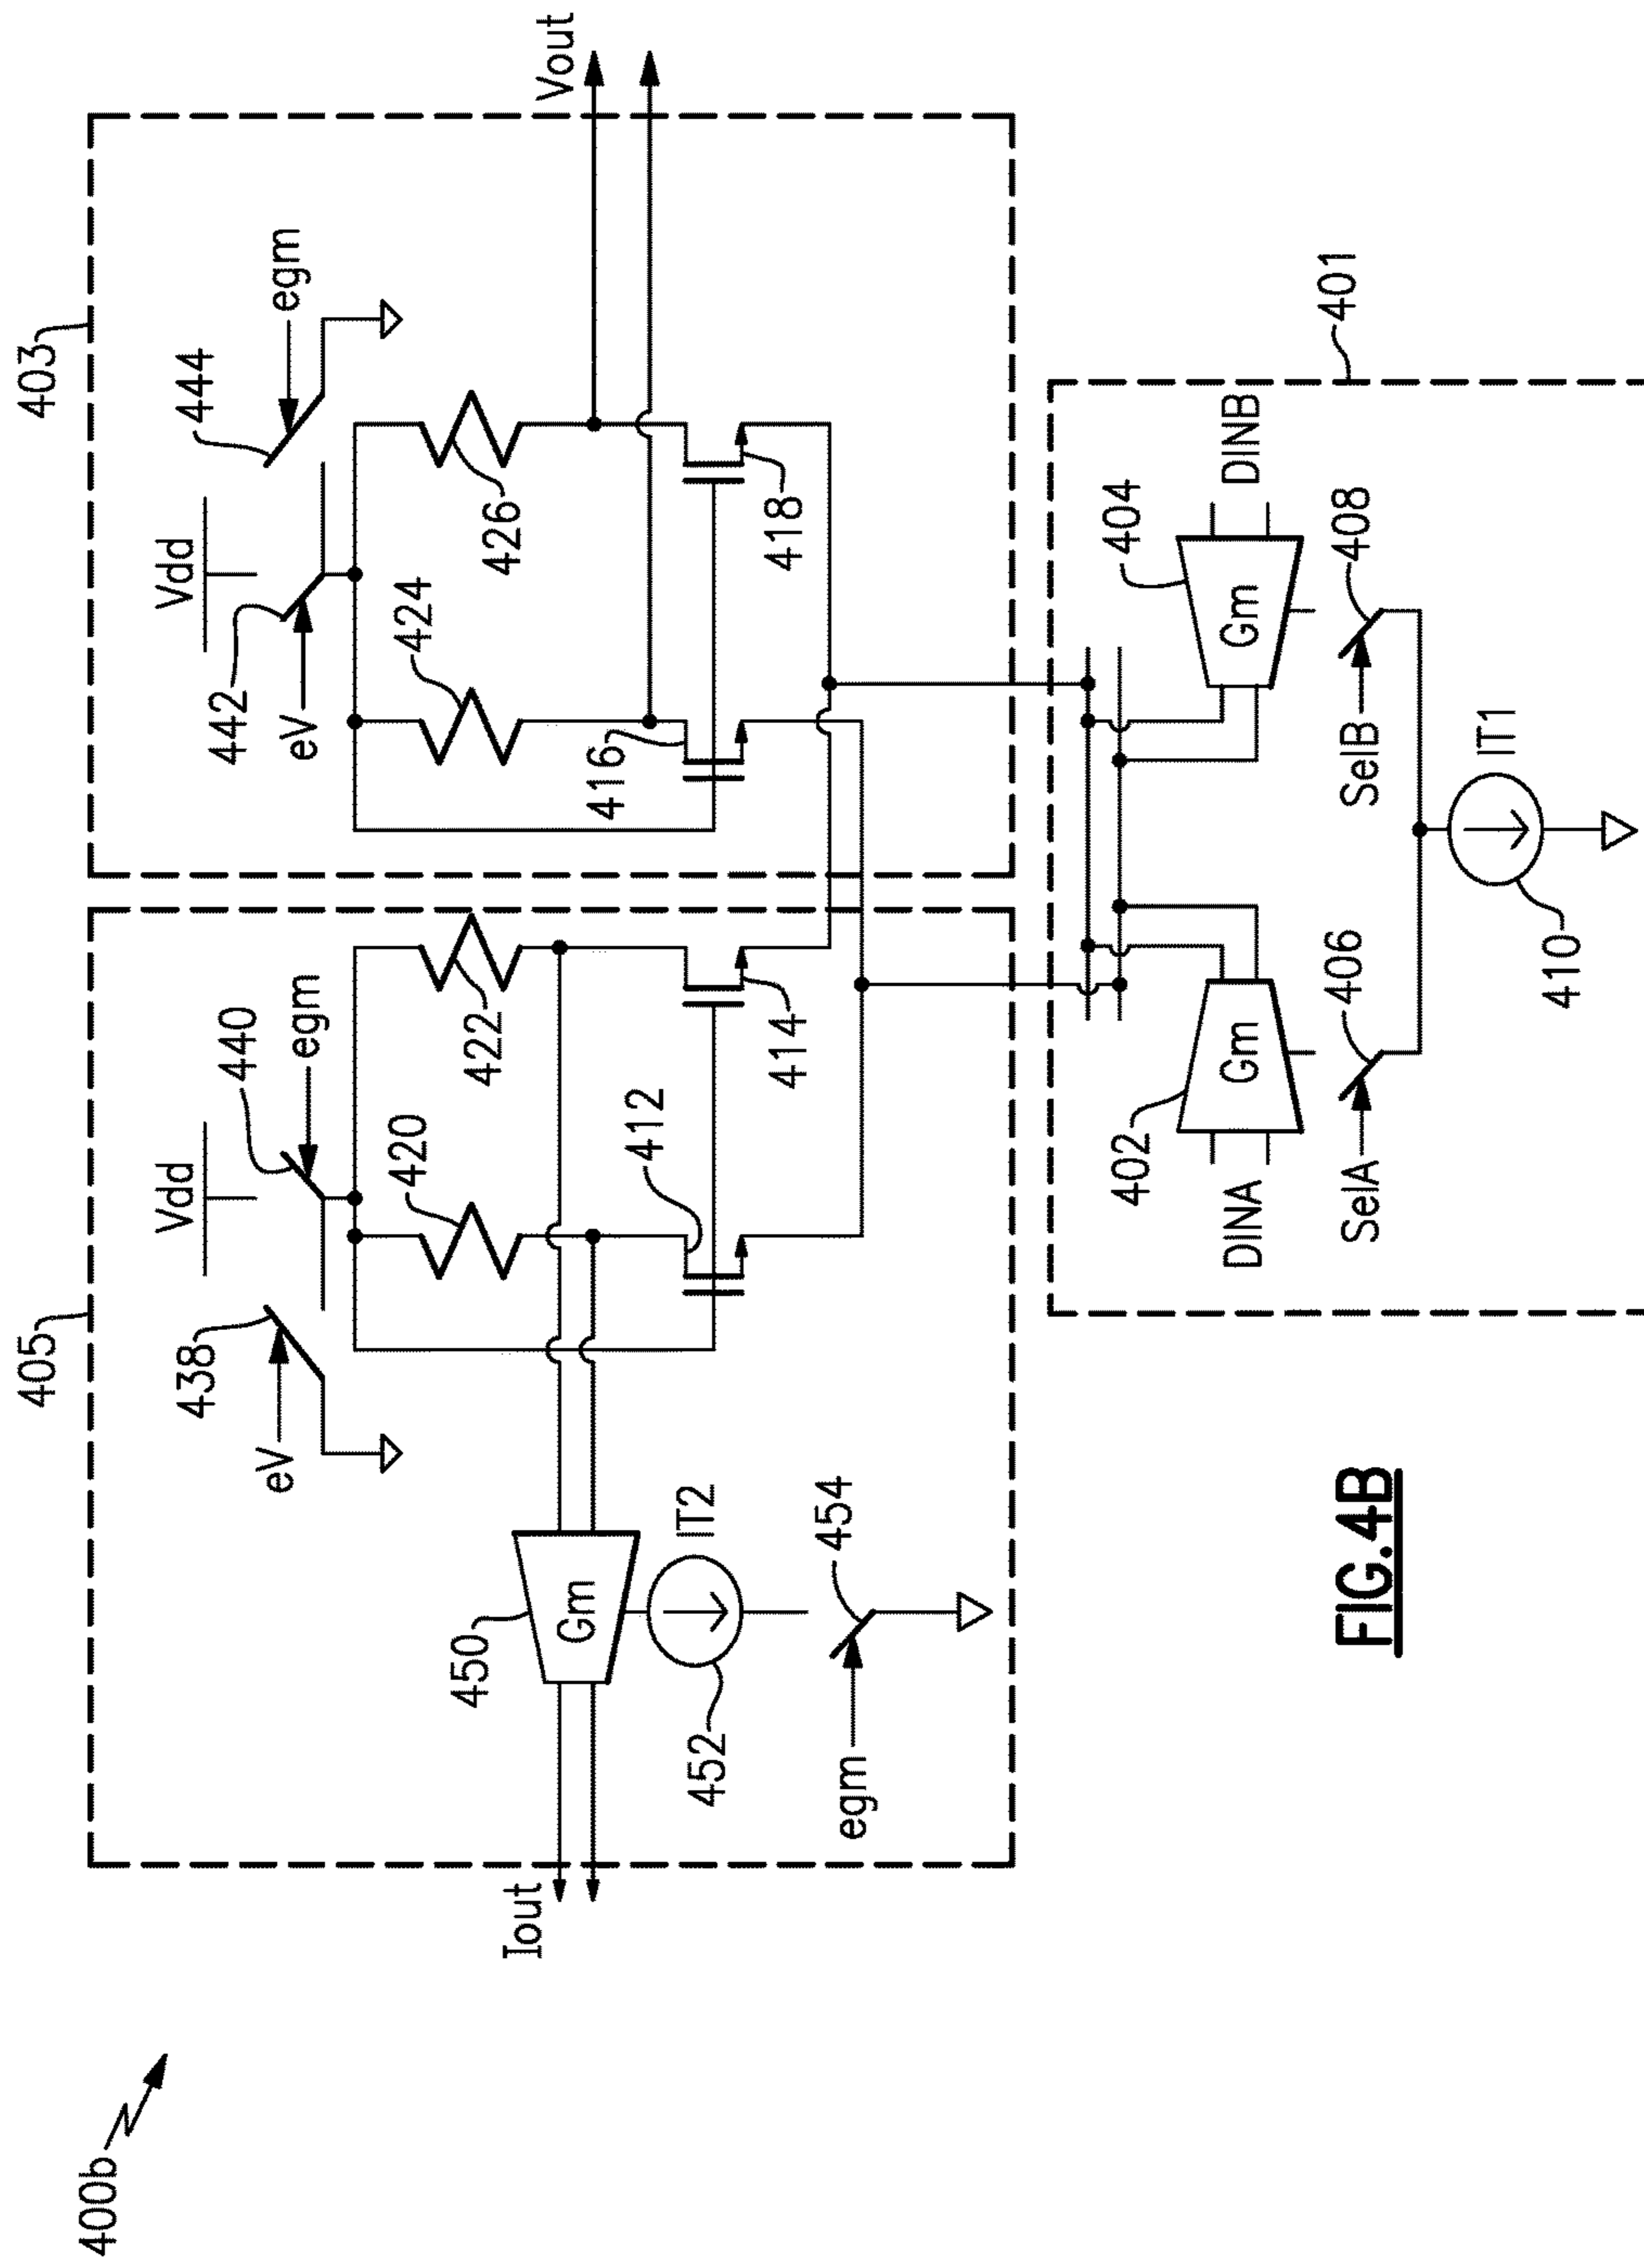 400b
405
403
Vdd
Vdd
438
440
442
444
eV
egm
eV
egm
420
422
424
426
Vout
Iout
450
Gm
412
414
416
418
452
IT2
454
egm
401
402
404
DINA
Gm
Gm
DINB
SelA
406
SelB
408
410
IT1
FIG.4B